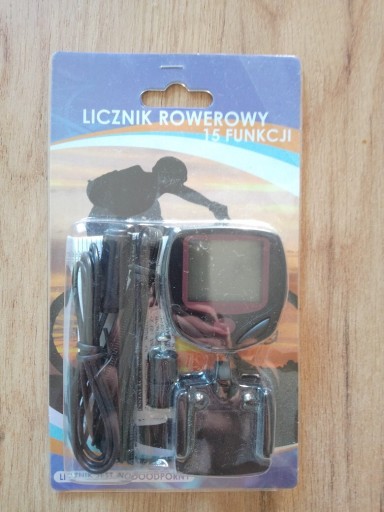 LICZNIK ROWEROWY
15 FUNKCJI
JEST WODOODPORNY